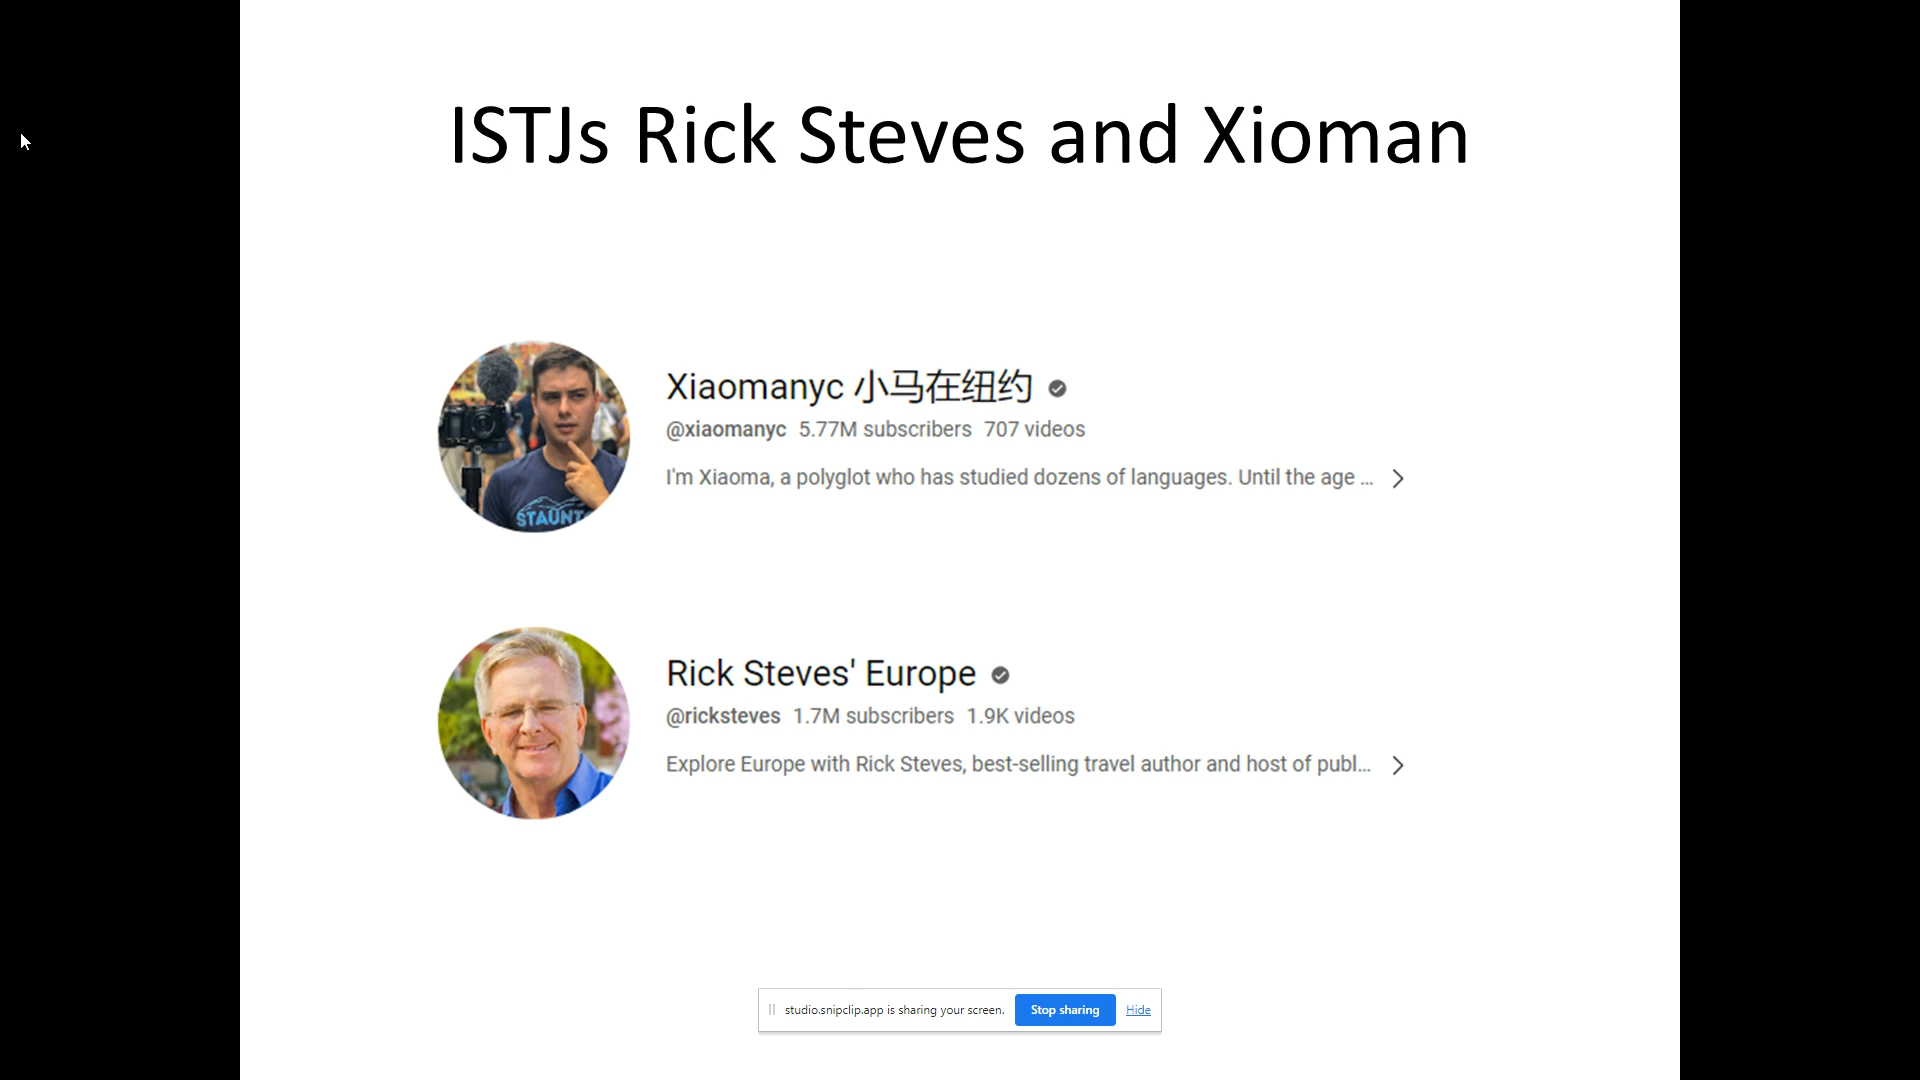 ISTJs Rick Steves and Xioman
Xiaomanyc 小马在纽约
@xiaomanyc 5.77M subscribers 707 videos
I'm Xiaoma, a polyglot who has studied dozens of languages. Until the age ...
STAUNT
Rick Steves' Europe
@ricksteves 1.7M subscribers 1.9K videos
Explore Europe with Rick Steves, best-selling travel author and host of publ...
studio.snipclip.app is sharing your screen. Stop sharing Hide